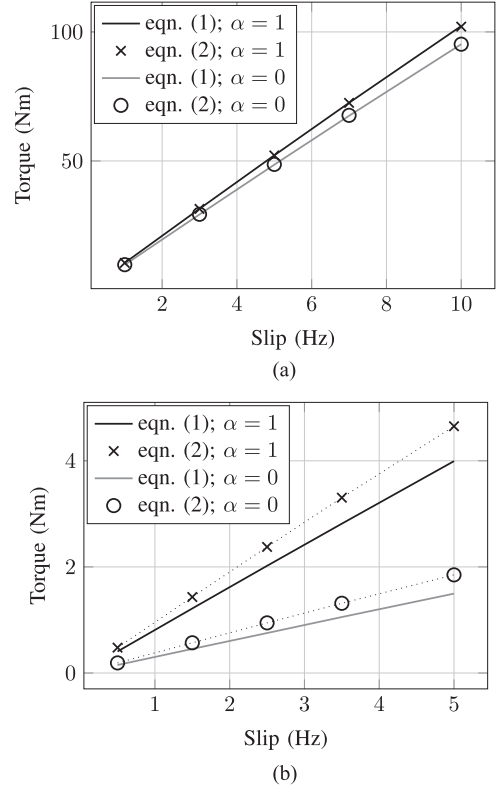 100
50
Torque (Nm)
eqn. (1); α = 1
eqn. (2); α = 1
eqn. (1); α = 0
eqn. (2); α = 0
2 4 6 8 10
Slip (Hz)
(a)
4
2
0
Torque (Nm)
eqn. (1); α = 1
eqn. (2); α = 1
eqn. (1); α = 0
eqn. (2); α = 0
1 2 3 4 5
Slip (Hz)
(b)